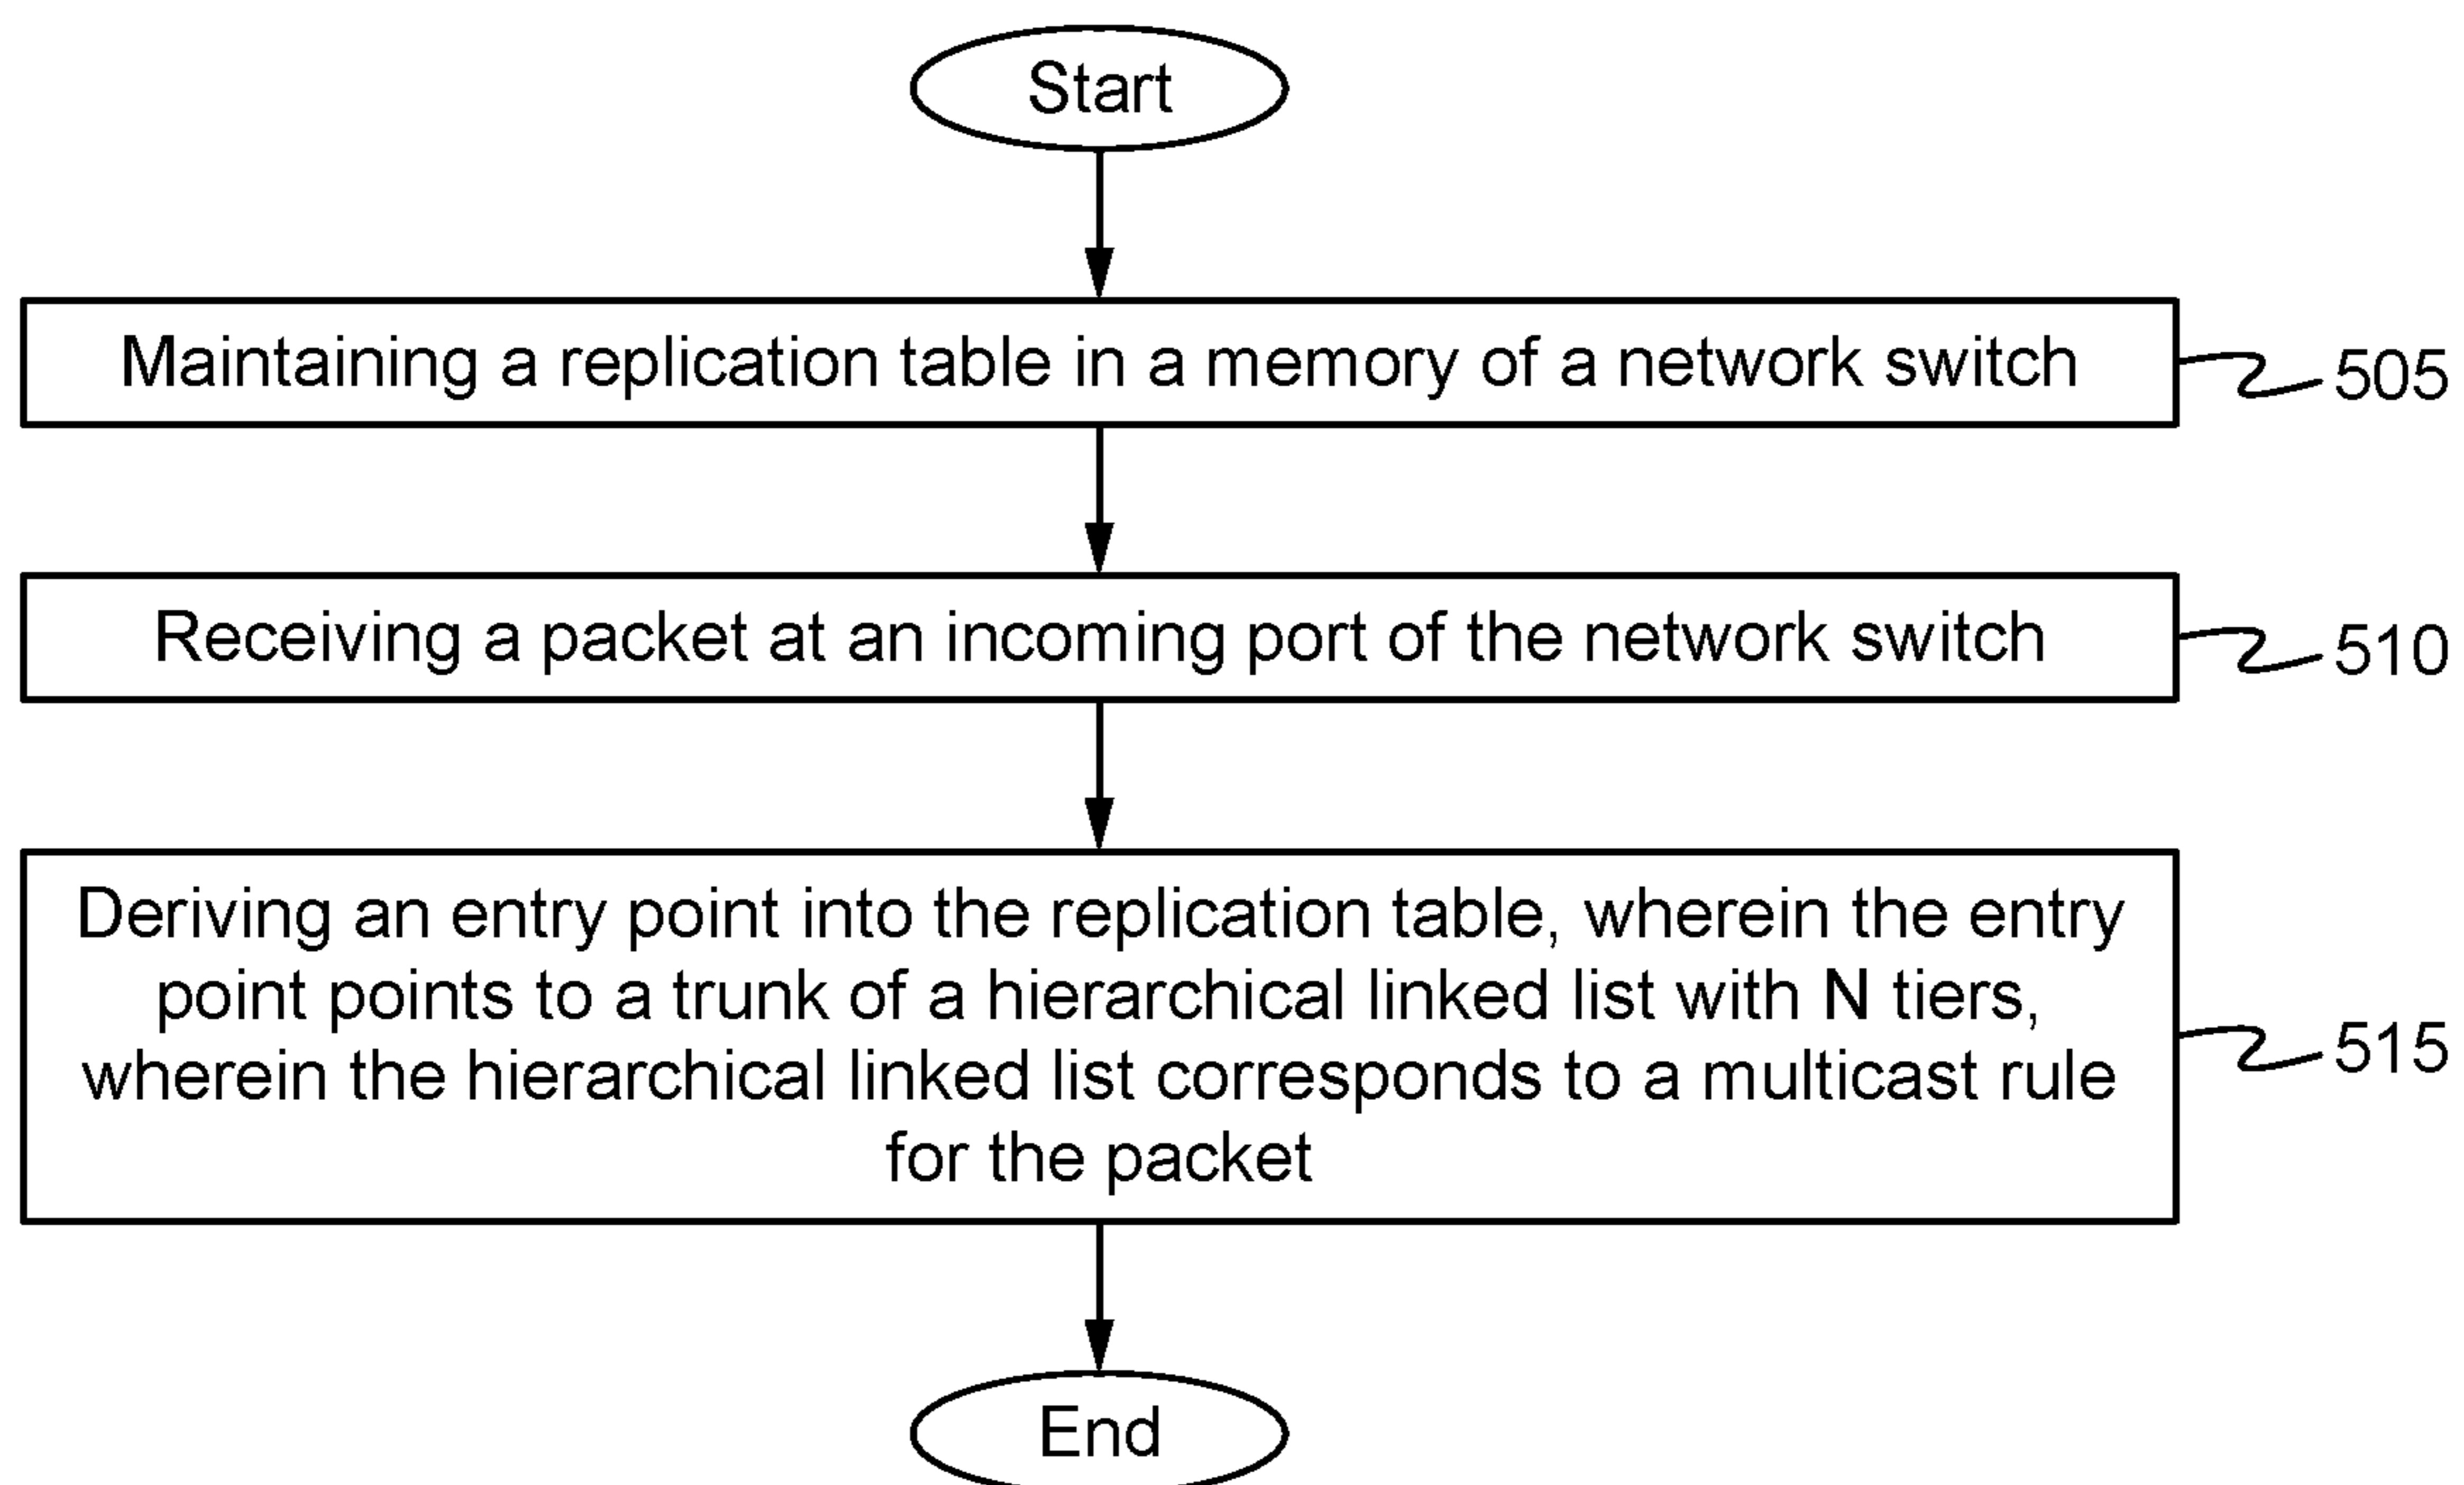 Start
Maintaining a replication table in a memory of a network switch
505
Receiving a packet at an incoming port of the network switch
510
Deriving an entry point into the replication table, wherein the entry
point points to a trunk of a hierarchical linked list with N tiers,
wherein the hierarchical linked list corresponds to a multicast rule
for the packet
515
End